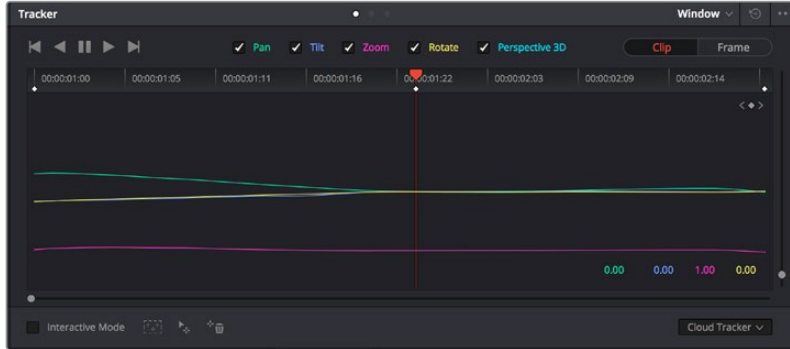 Tracker
Window
Pan Tilt Zoom Rotate Perspective 3D Clip Frame
00:00:01:00 00:00:01:05 00:00:01:11 00:00:01:16 00:00:01:22 00:00:02:03 00:00:02:09 00:00:02:14
0.00 0.00 1.00 0.00
Interactive Mode Cloud Tracker